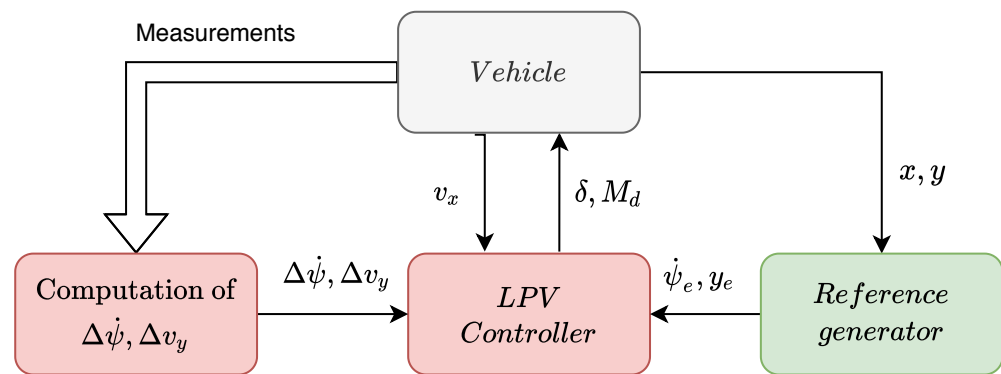 Measurements
Vehicle
v_x
δ, M_d
x, y
Computation of
Δψ̇, Δv_y
Δψ̇, Δv_y
LPV
Controller
ψ̇_e, y_e
Reference
generator